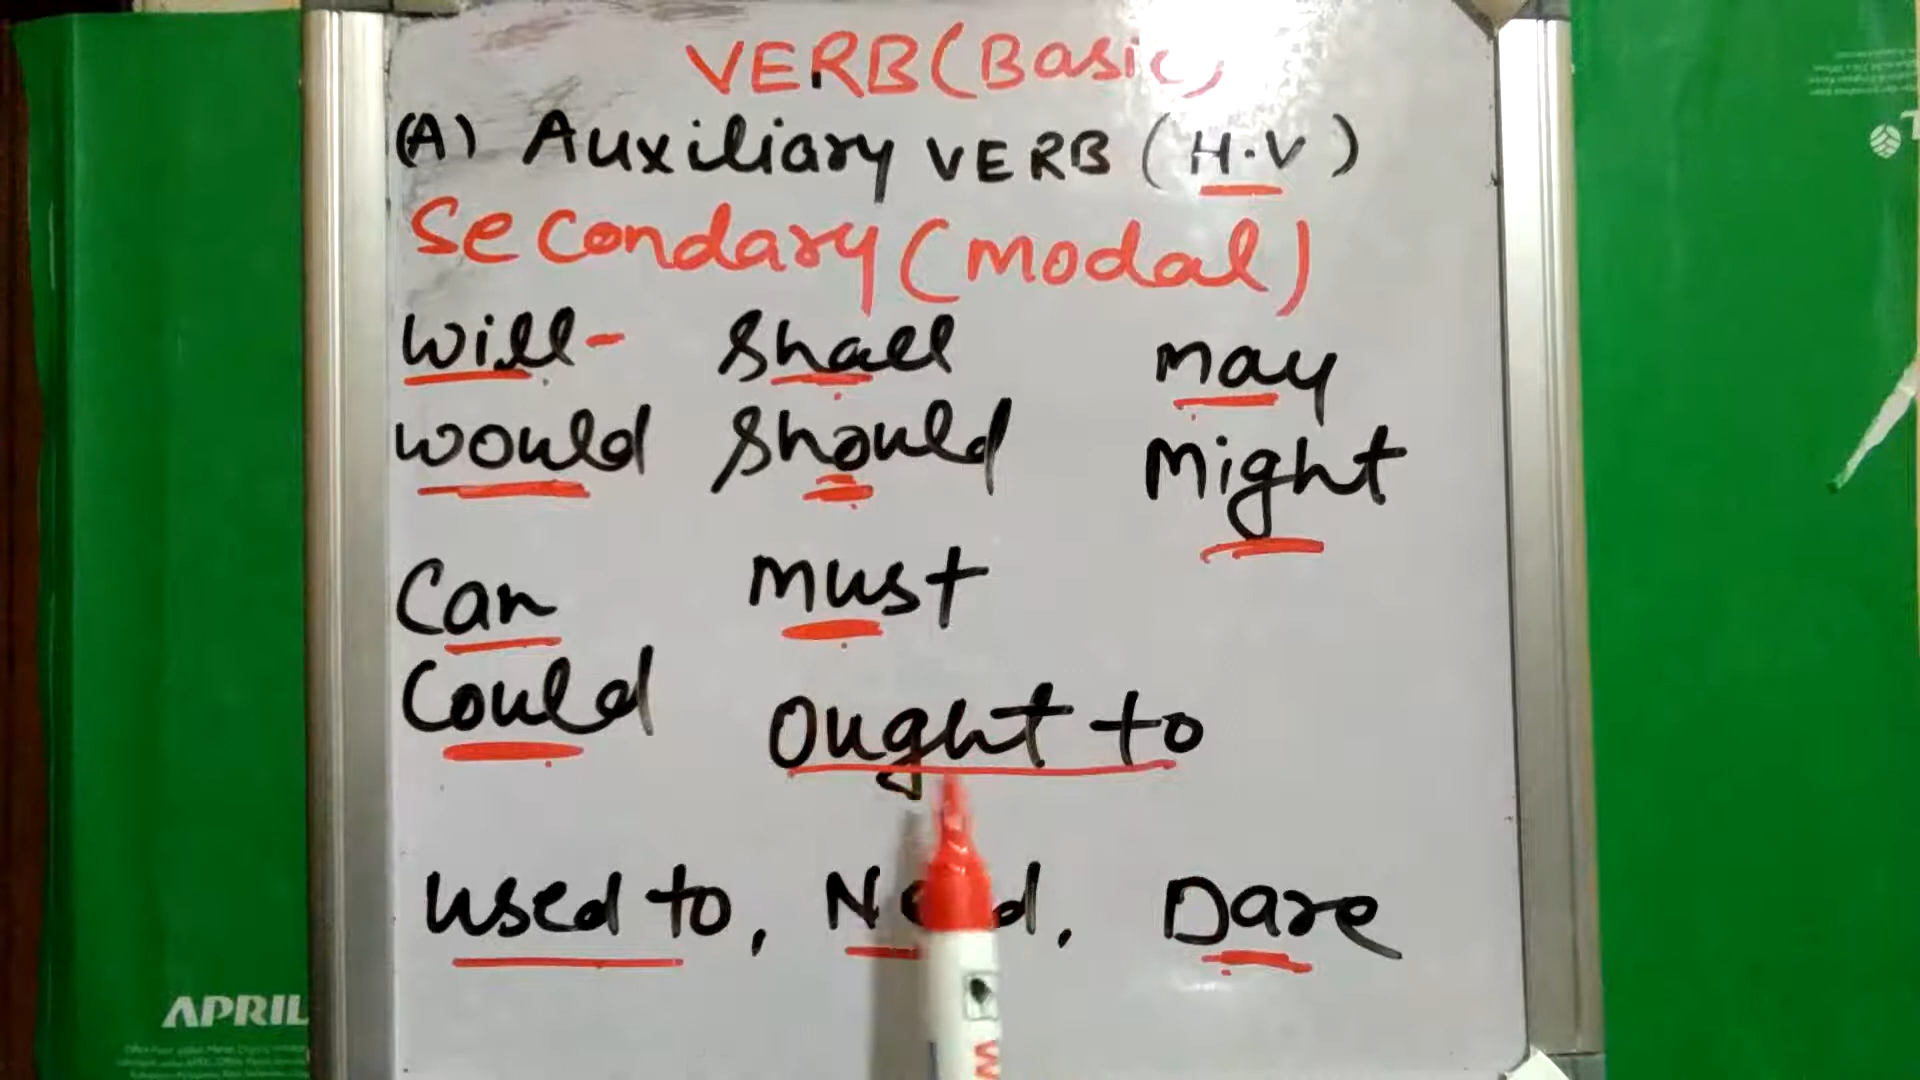 VERB (Basic)
(A) Auxiliary VERB (H.V)
Secondary (Modal)
Will- Shall May
Would Should Might
Can Must
Could Ought to
Used to, Dare
APRIL